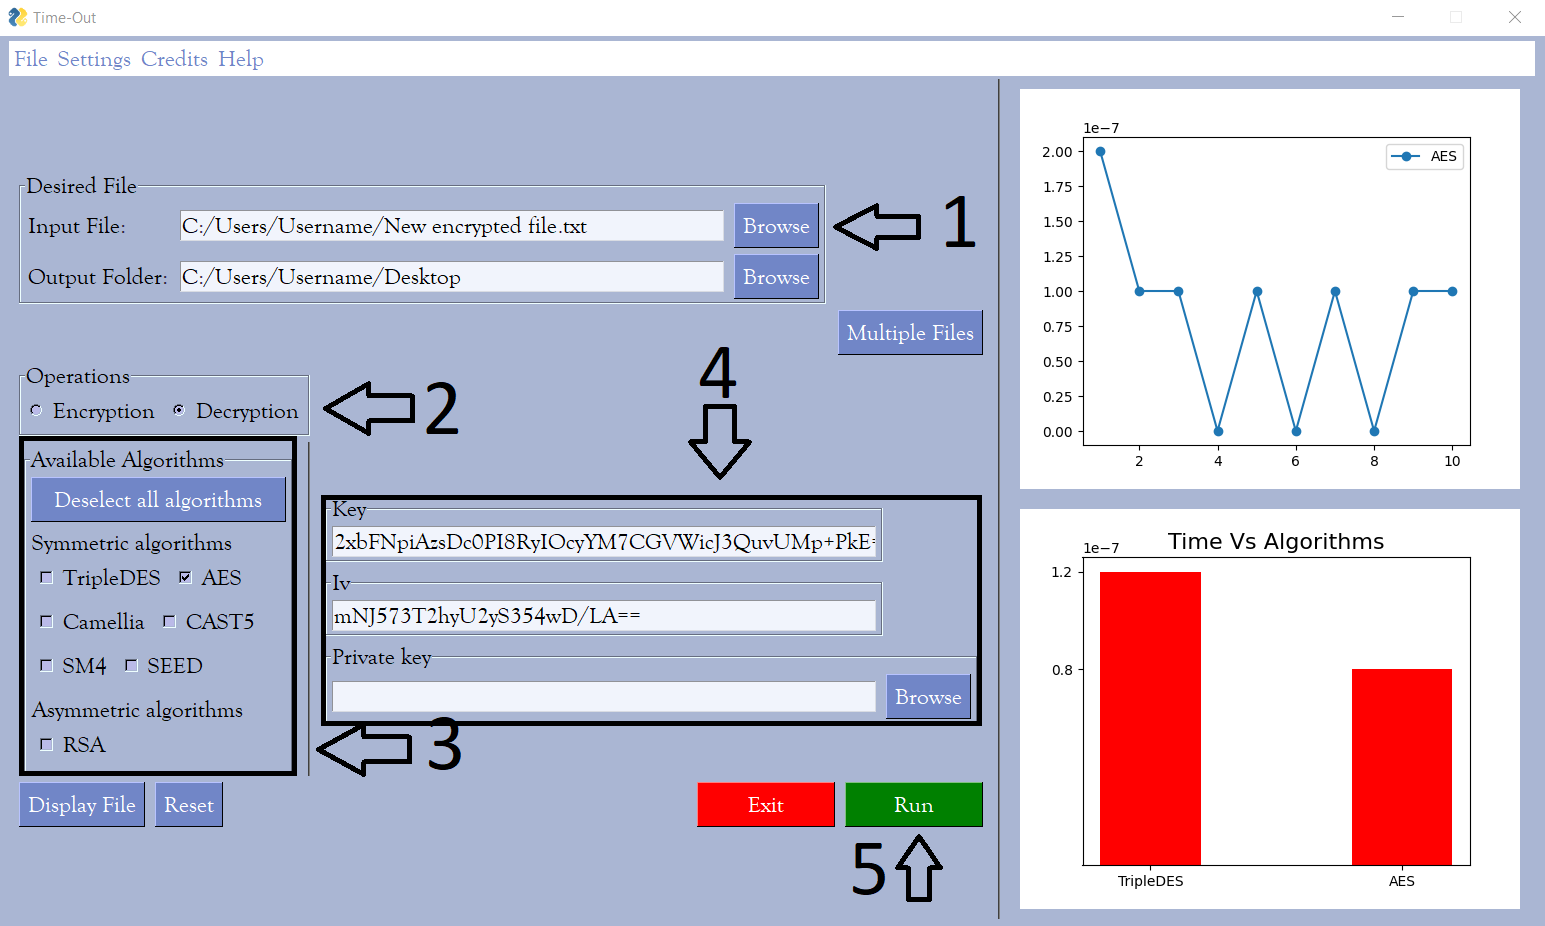 Time-Out
File Settings Credits Help
Desired File
Input File: C:/Users/Username/New encrypted file.txt Browse
1
Output Folder: C:/Users/Username/Desktop Browse
Multiple Files
4
Operations
Encryption Decryption
2
Available Algorithms
Deselect all algorithms
Symmetric algorithms
TripleDES AES
Camellia CAST5
SM4 SEED
Asymmetric algorithms
RSA
3
Key
2xbFNpiAzsDc0PI8RyIOcyYM7CGVWicJ3QuvUMp+PkE=
Iv
mNJ573T2hyU2yS354wD/LA==
Private key
Browse
Display File Reset Exit Run
5
1e−7
AES
2.00
1.75
1.50
1.25
1.00
0.75
0.50
0.25
0.00
2 4 6 8 10
Time Vs Algorithms
1e−7
1.2
0.8
TripleDES AES